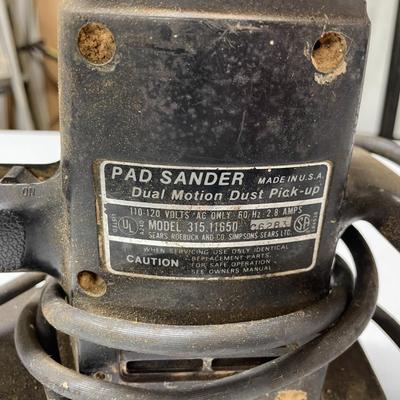 ON
PAD SANDER MADE IN U.S.A.
Dual Motion Dust Pick-up
110-120 VOLTS AC ONLY 60 Hz 2.8 AMPS
UL MODEL 315.11650
SEARS, ROEBUCK AND CO. SIMPSONS-SEARS LTD.
CAUTION
WHEN SERVICING USE ONLY IDENTICAL
REPLACEMENT PARTS.
FOR SAFE OPERATION
SEE OWNERS MANUAL